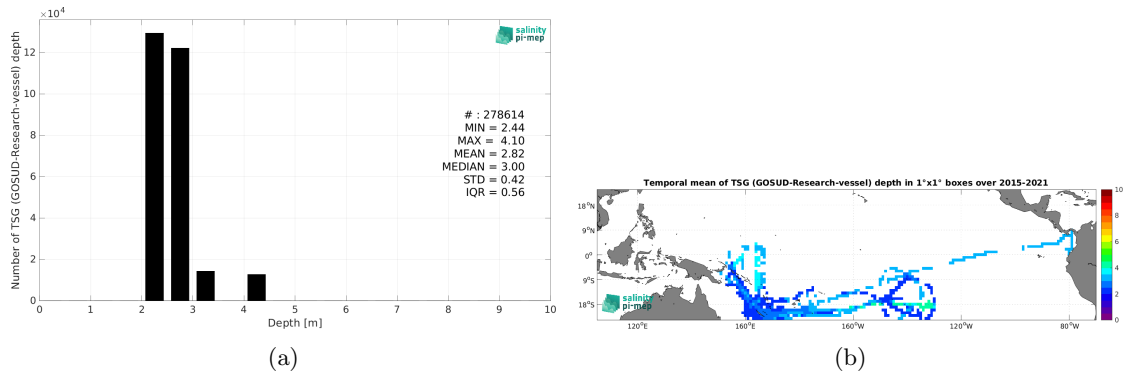 ×10⁴
12
10
8
6
4
2
0
Number of TSG (GOSUD-Research-vessel) depth
0 1 2 3 4 5 6 7 8 9 10
Depth [m]
salinity
pi-mep
# : 278614
MIN = 2.44
MAX = 4.10
MEAN = 2.82
MEDIAN = 3.00
STD = 0.42
IQR = 0.56
(a)
Temporal mean of TSG (GOSUD-Research-vessel) depth in 1°x1° boxes over 2015-2021
18°N
9°N
0°
9°S
18°S
120°E 160°E 160°W 120°W 80°W
salinity
pi-mep
10
8
6
4
2
0
(b)